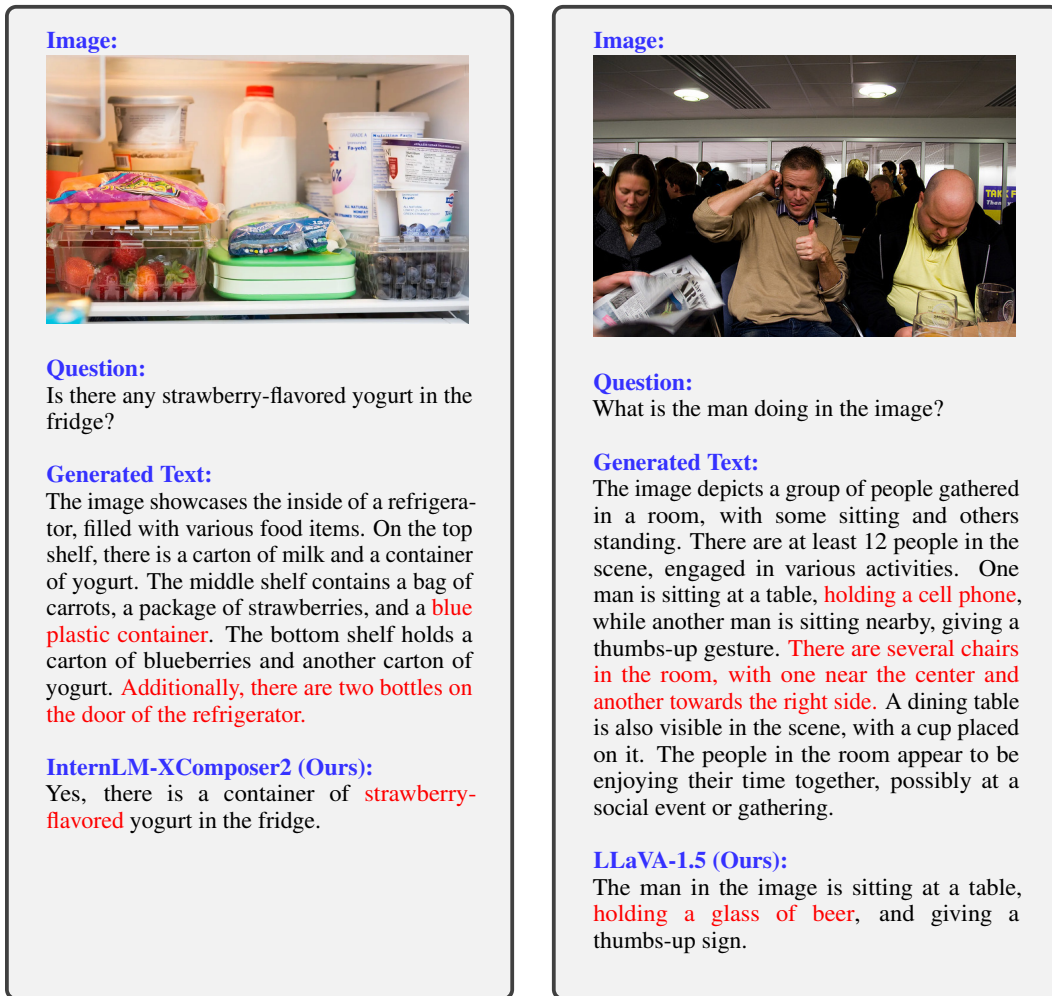 Image:
GRADE A
ALL NATURAL
NONFAT
Question:
Is there any strawberry-flavored yogurt in the
fridge?
Generated Text:
The image showcases the inside of a refrigera-
tor, filled with various food items. On the top
shelf, there is a carton of milk and a container
of yogurt. The middle shelf contains a bag of
carrots, a package of strawberries, and a blue
plastic container. The bottom shelf holds a
carton of blueberries and another carton of
yogurt. Additionally, there are two bottles on
the door of the refrigerator.
InternLM-XComposer2 (Ours):
Yes, there is a container of strawberry-
flavored yogurt in the fridge.
Image:
Question:
What is the man doing in the image?
Generated Text:
The image depicts a group of people gathered
in a room, with some sitting and others
standing. There are at least 12 people in the
scene, engaged in various activities. One
man is sitting at a table, holding a cell phone,
while another man is sitting nearby, giving a
thumbs-up gesture. There are several chairs
in the room, with one near the center and
another towards the right side. A dining table
is also visible in the scene, with a cup placed
on it. The people in the room appear to be
enjoying their time together, possibly at a
social event or gathering.
LLaVA-1.5 (Ours):
The man in the image is sitting at a table,
holding a glass of beer, and giving a
thumbs-up sign.